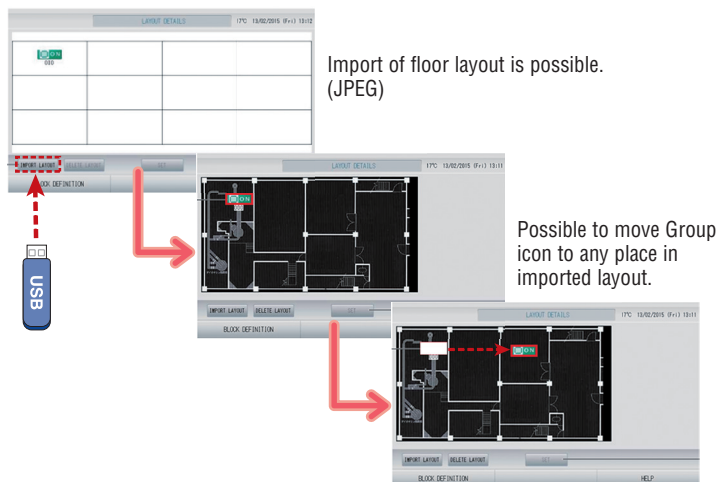 LAYOUT DETAILS
17°C 13/02/2015 (Fri) 13:12
ON
Import of floor layout is possible.
(JPEG)
IMPORT LAYOUT
DELETE LAYOUT
SET
BLOCK DEFINITION
LAYOUT DETAILS
17°C 13/02/2015 (Fri) 13:11
USB
ON
Possible to move Group
icon to any place in
imported layout.
IMPORT LAYOUT
DELETE LAYOUT
SET
BLOCK DEFINITION
LAYOUT DETAILS
17°C 13/02/2015 (Fri) 13:11
ON
IMPORT LAYOUT
DELETE LAYOUT
SET
BLOCK DEFINITION
HELP